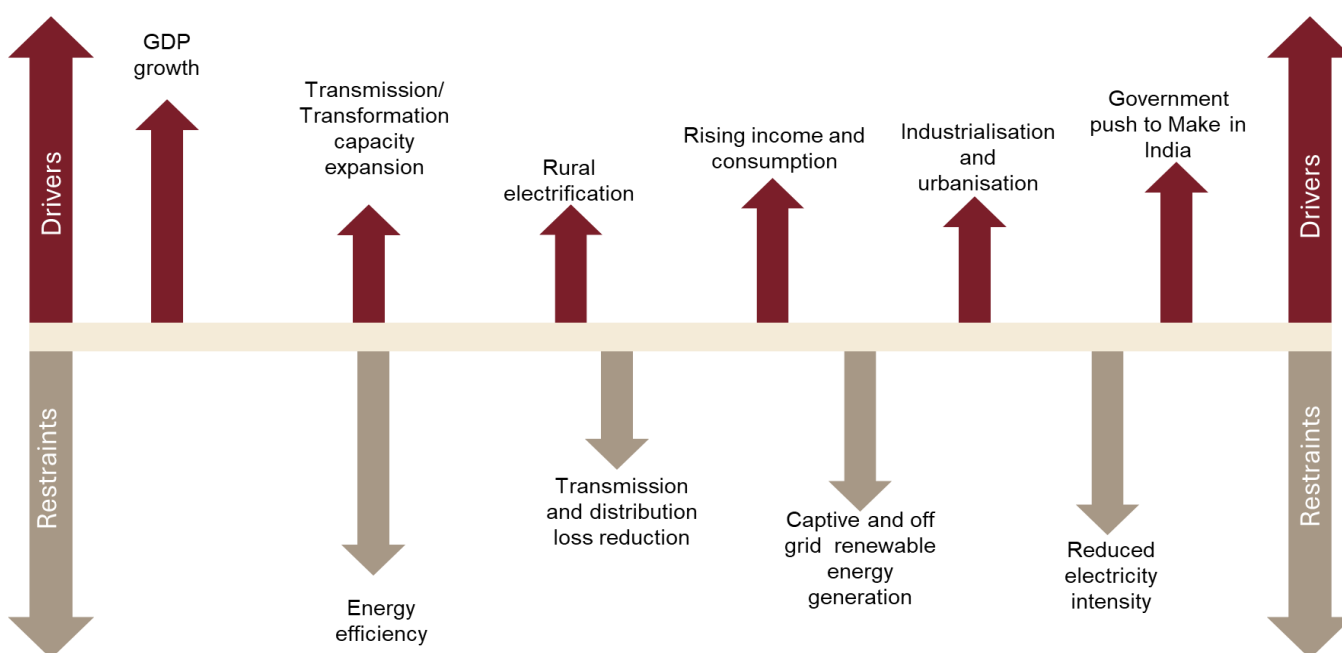 GDP
growth
Transmission/
Transformation
capacity
expansion
Rural
electrification
Rising income and
consumption
Industrialisation
and
urbanisation
Government
push to Make in
India
Drivers
Drivers
Restraints
Restraints
Energy
efficiency
Transmission
and distribution
loss reduction
Captive and off
grid renewable
energy
generation
Reduced
electricity
intensity